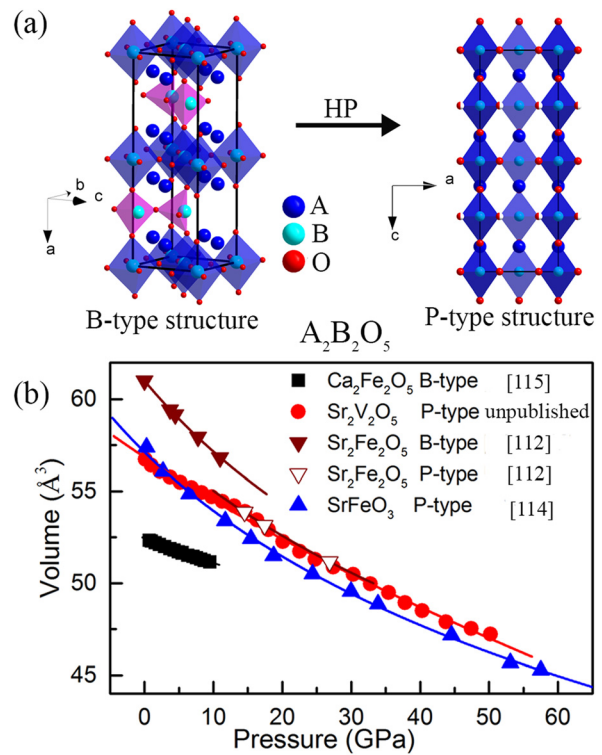 (a)
HP
b
c
a
A
B
O
a
c
B-type structure
P-type structure
A₂B₂O₅
(b)
Ca₂Fe₂O₅ B-type [115]
Sr₂V₂O₅ P-type unpublished
Sr₂Fe₂O₅ B-type [112]
Sr₂Fe₂O₅ P-type [112]
SrFeO₃ P-type [114]
Volume (Å³)
60
55
50
45
0 10 20 30 40 50 60
Pressure (GPa)